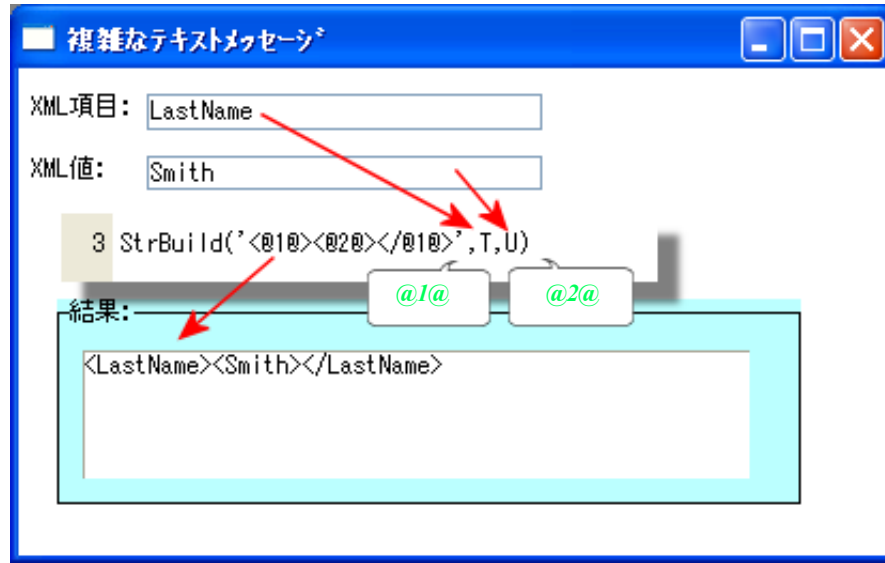 複雑なテキストメッセージ
XML項目: LastName
XML値: Smith
3 StrBuild('<@1@><@2@></@1@>',T,U)
@1@ @2@
結果:
<LastName><Smith></LastName>